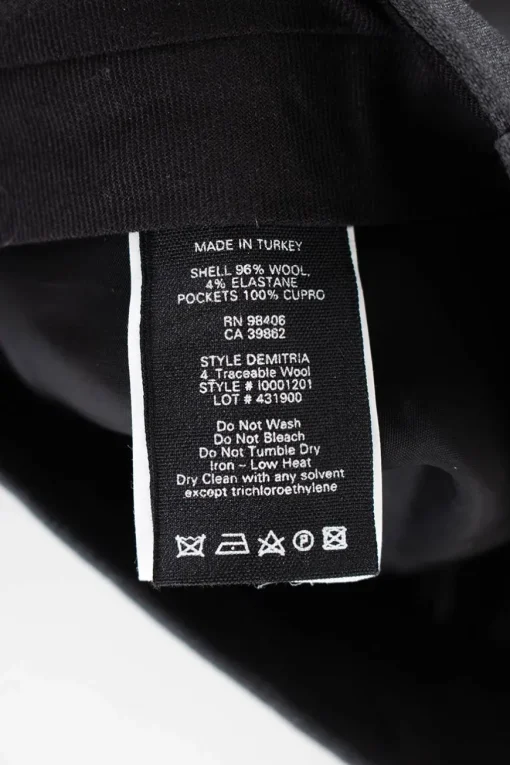 MADE IN TURKEY
SHELL 96% WOOL,
4% ELASTANE
POCKETS 100% CUPRO
RN 98406
CA 39862
STYLE DEMITRIA
4_Traceable Wool
STYLE # I0001201
LOT # 431900
Do Not Wash
Do Not Bleach
Do Not Tumble Dry
Iron - Low Heat
Dry Clean with any solvent
except trichloroethylene
P